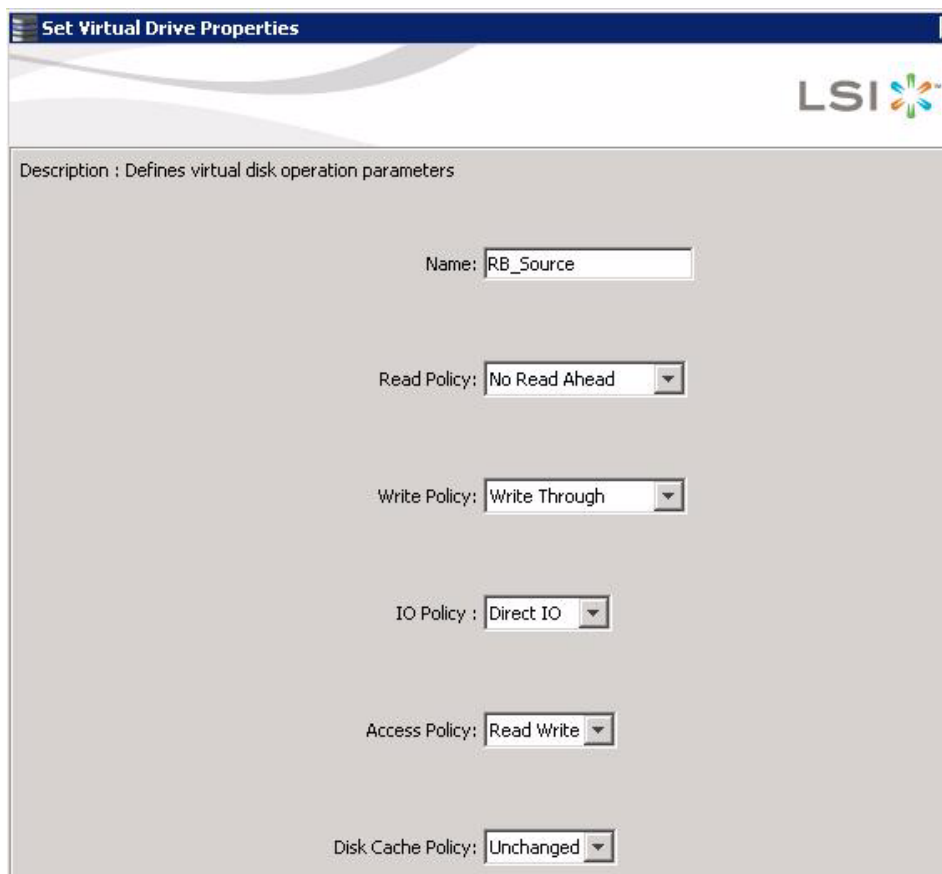 Set Virtual Drive Properties
LSI™
Description : Defines virtual disk operation parameters
Name: RB_Source
Read Policy: No Read Ahead
Write Policy: Write Through
IO Policy : Direct IO
Access Policy: Read Write
Disk Cache Policy: Unchanged